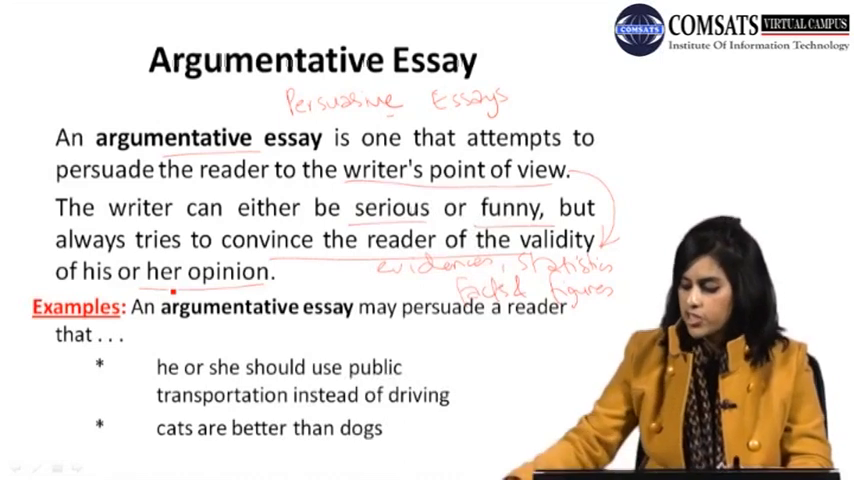 COMSATS
COMSATS VIRTUAL CAMPUS
Institute Of Information Technology
Argumentative Essay
Persuasive Essays
An argumentative essay is one that attempts to
persuade the reader to the writer's point of view.
The writer can either be serious or funny, but
always tries to convince the reader of the validity
of his or her opinion.
evidences, statistics
facts & figures
Examples: An argumentative essay may persuade a reader
that . . .
* he or she should use public
transportation instead of driving
* cats are better than dogs